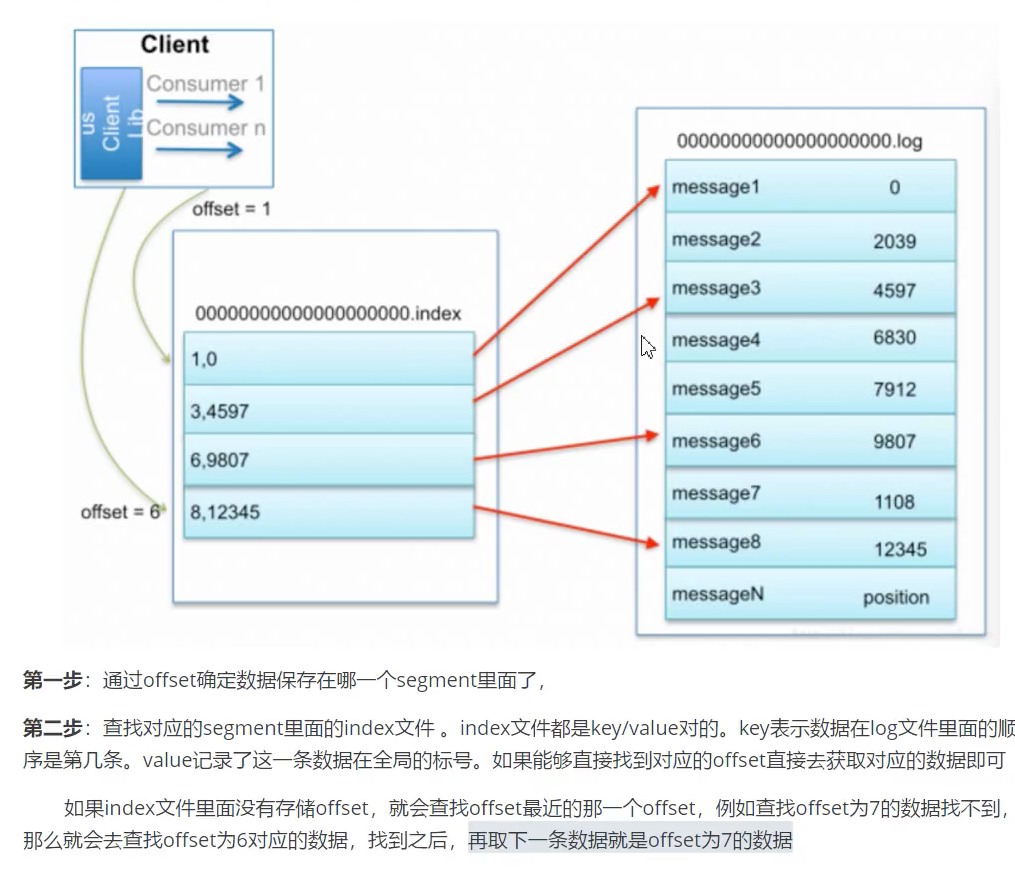 Client
us
Client
Lib
Consumer 1
Consumer n
offset = 1
offset = 6
00000000000000000000.index
1,0
3,4597
6,9807
8,12345
00000000000000000000.log
message1 0
message2 2039
message3 4597
message4 6830
message5 7912
message6 9807
message7 1108
message8 12345
messageN position
第一步：通过offset确定数据保存在哪一个segment里面了，
第二步：查找对应的segment里面的index文件 。index文件都是key/value对的。key表示数据在log文件里面的顺
序是第几条。value记录了这一条数据在全局的标号。如果能够直接找到对应的offset直接去获取对应的数据即可
如果index文件里面没有存储offset，就会查找offset最近的那一个offset，例如查找offset为7的数据找不到，
那么就会去查找offset为6对应的数据，找到之后，再取下一条数据就是offset为7的数据